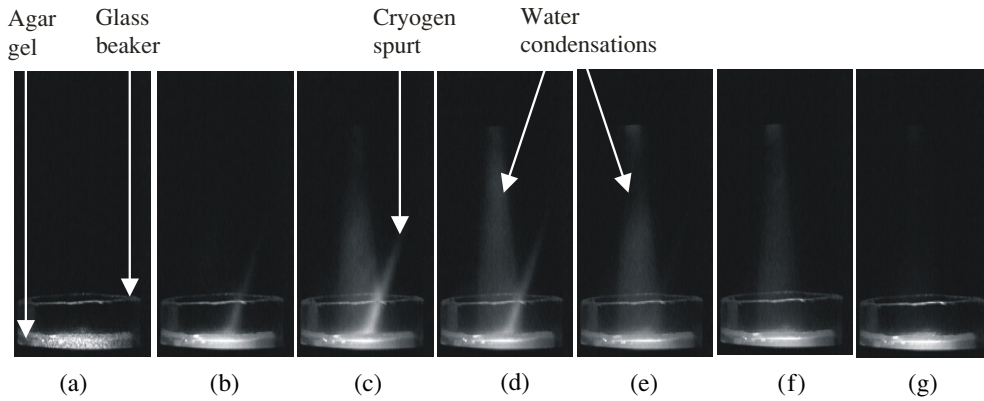 Agar
gel
Glass
beaker
Cryogen
spurt
Water
condensations
(a) (b) (c) (d) (e) (f) (g)